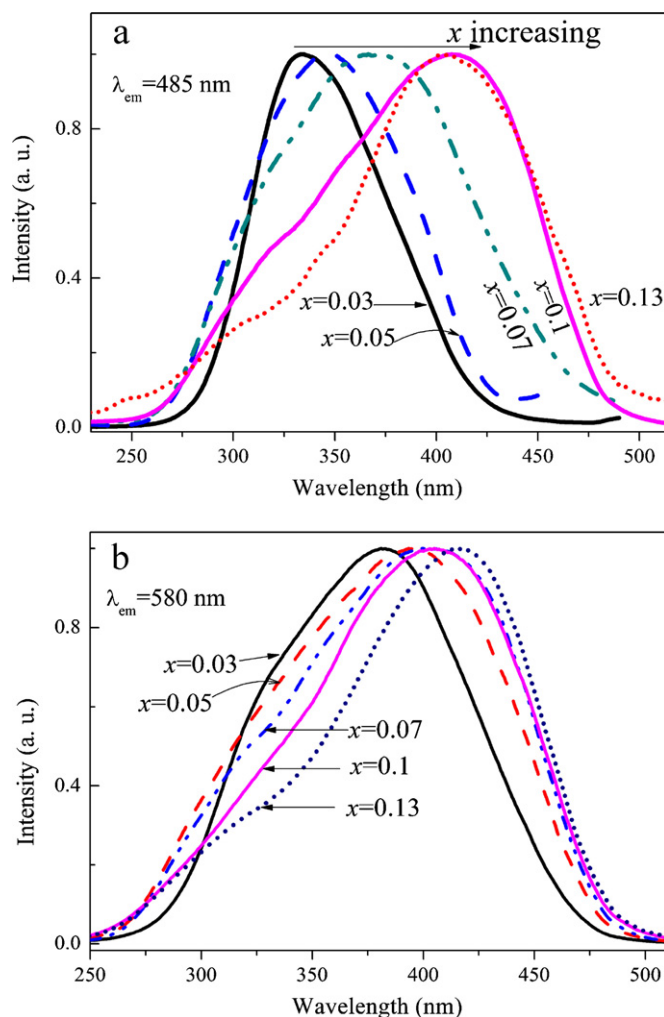 a
x increasing
λem=485 nm
0.8
0.4
0.0
Intensity (a. u.)
x=0.03
x=0.05
x=0.07
x=0.1
x=0.13
250 300 350 400 450 500
Wavelength (nm)
b
λem=580 nm
0.8
0.4
0.0
Intensity (a. u.)
x=0.03
x=0.05
x=0.07
x=0.1
x=0.13
250 300 350 400 450 500
Wavelength (nm)